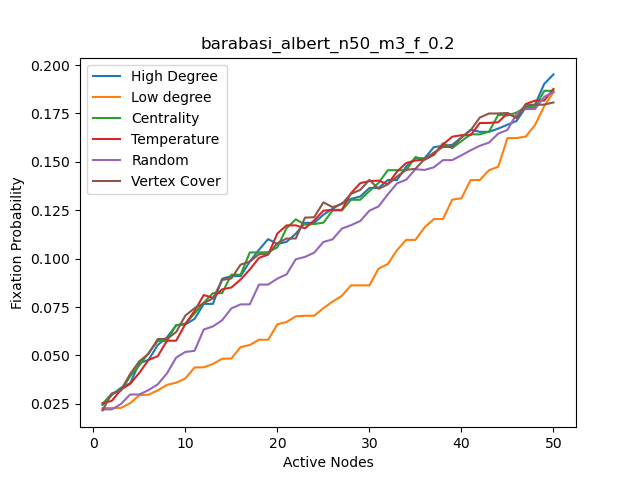 barabasi_albert_n50_m3_f_0.2
High Degree
Low degree
Centrality
Temperature
Random
Vertex Cover
Fixation Probability
0.200
0.175
0.150
0.125
0.100
0.075
0.050
0.025
0
10
20
30
40
50
Active Nodes